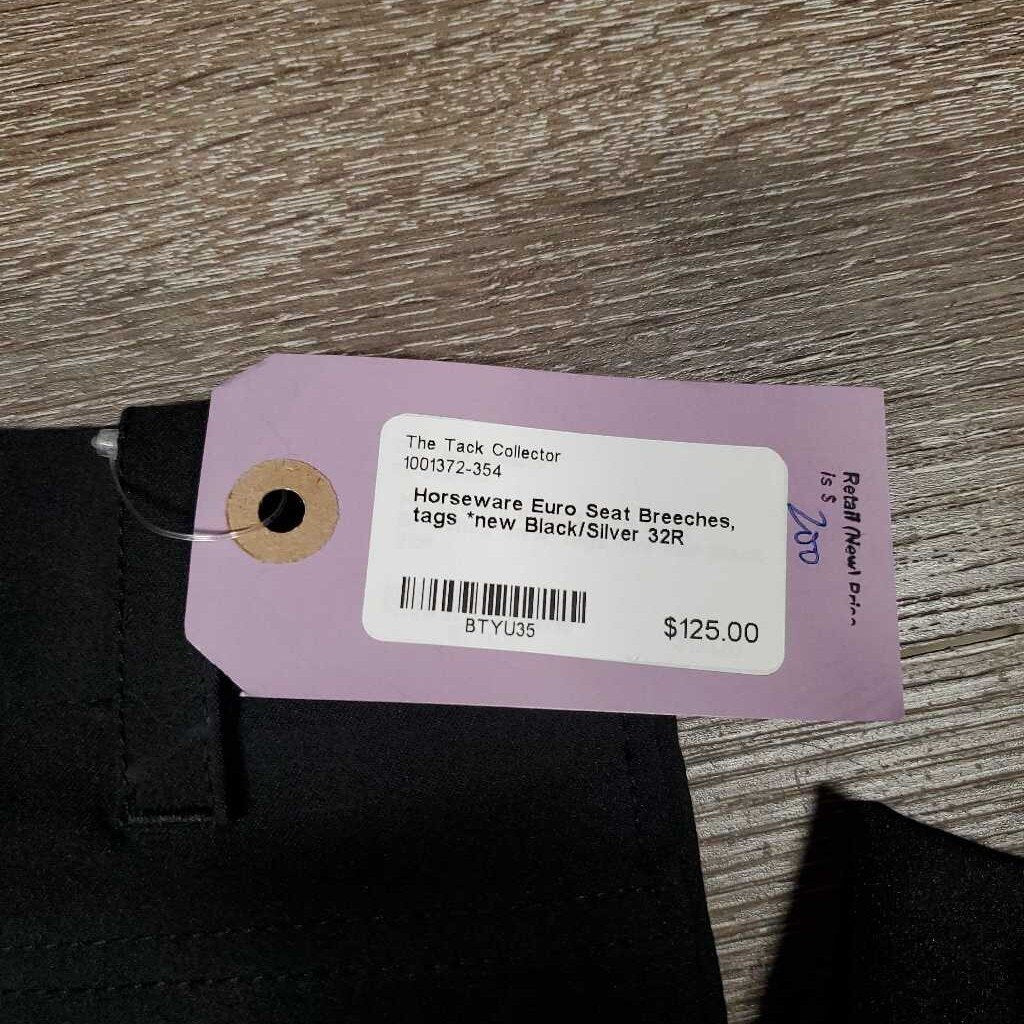 The Tack Collector
1001372-354
Horseware Euro Seat Breeches,
tags *new Black/Silver 32R
BTYU35
$125.00
Retail (New)
is $ 200